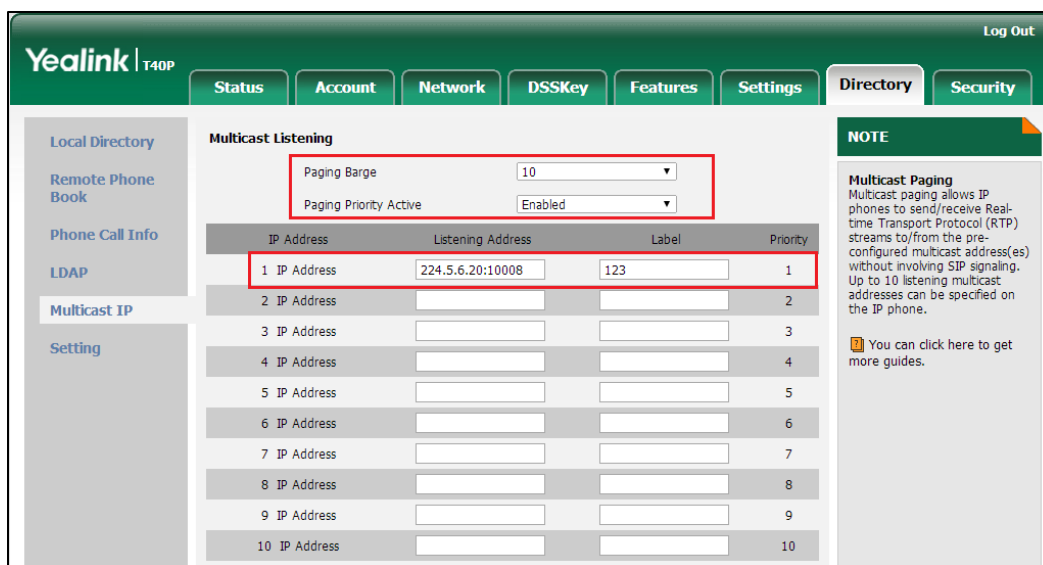 Log Out
Yealink | T40P
Status Account Network DSSKey Features Settings Directory Security
Local Directory
Remote Phone
Book
Phone Call Info
LDAP
Multicast IP
Setting
Multicast Listening
Paging Barge 10
Paging Priority Active Enabled
IP Address Listening Address Label Priority
1 IP Address 224.5.6.20:10008 123 1
2 IP Address 2
3 IP Address 3
4 IP Address 4
5 IP Address 5
6 IP Address 6
7 IP Address 7
8 IP Address 8
9 IP Address 9
10 IP Address 10
NOTE
Multicast Paging
Multicast paging allows IP
phones to send/receive Real-
time Transport Protocol (RTP)
streams to/from the pre-
configured multicast address(es)
without involving SIP signaling.
Up to 10 listening multicast
addresses can be specified on
the IP phone.
? You can click here to get
more guides.